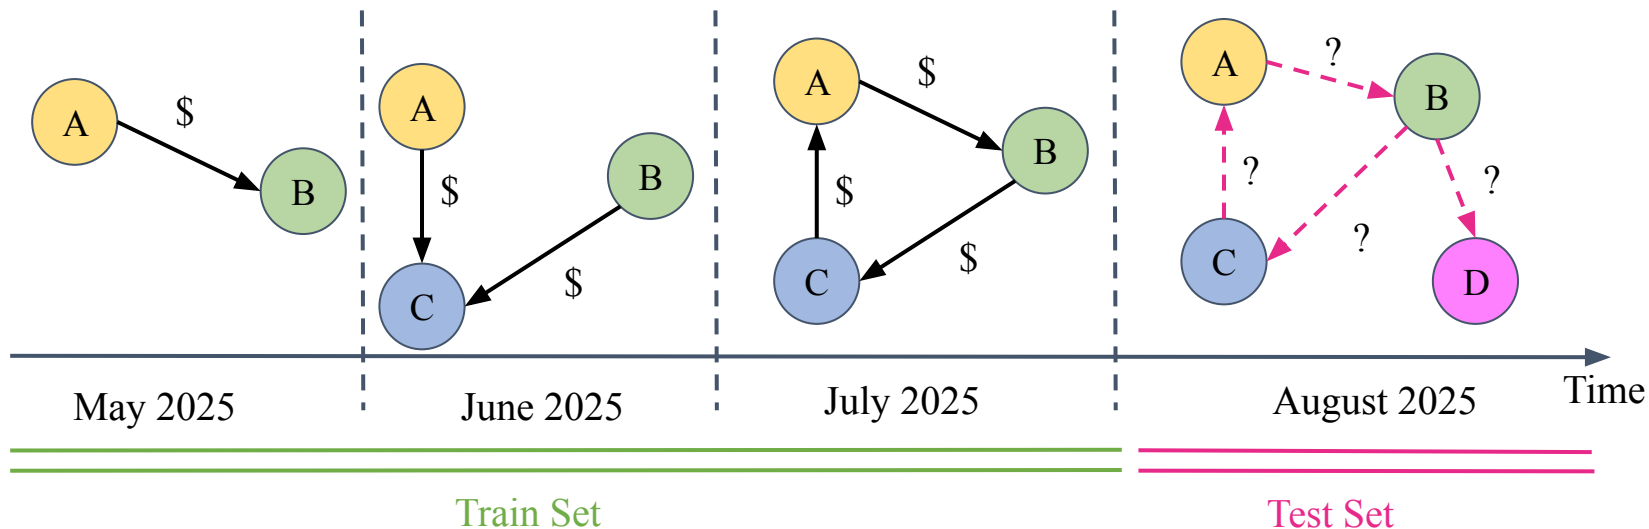 A
$
B
A
$
B
$
C
A
$
B
$
$
C
A
?
B
?
?
?
C
D
Time
May 2025
June 2025
July 2025
August 2025
Train Set
Test Set